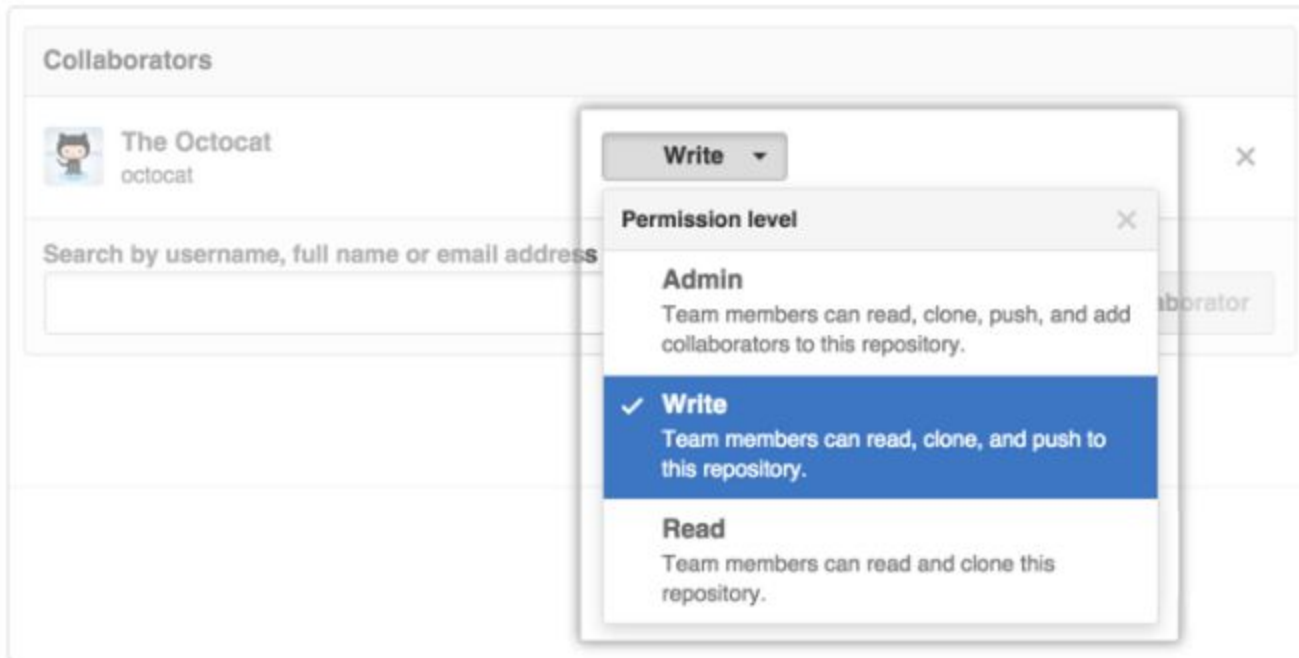 Collaborators
The Octocat
octocat
Write
Permission level
Search by username, full name or email address
Admin
Team members can read, clone, push, and add
collaborators to this repository.
Write
Team members can read, clone, and push to
this repository.
Read
Team members can read and clone this
repository.